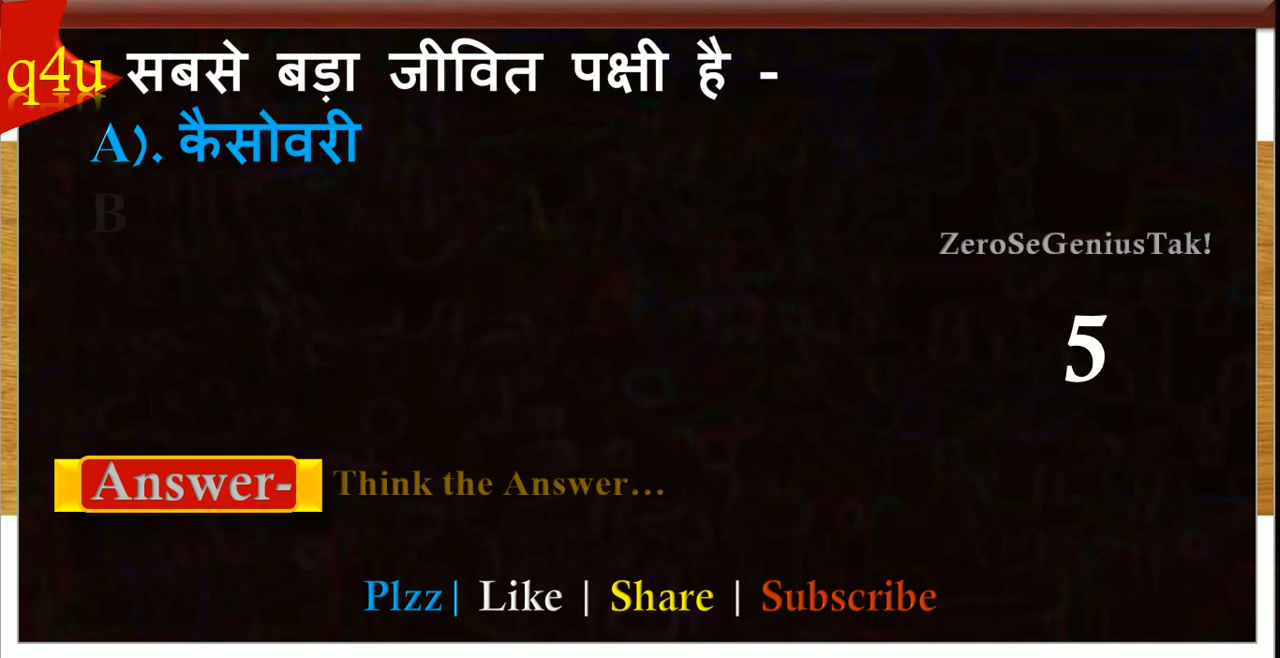 q4u सबसे बड़ा जीवित पक्षी है -
A). कैसोवरी
B
ZeroSeGeniusTak!
5
Answer- Think the Answer...
Plzz| Like | Share | Subscribe